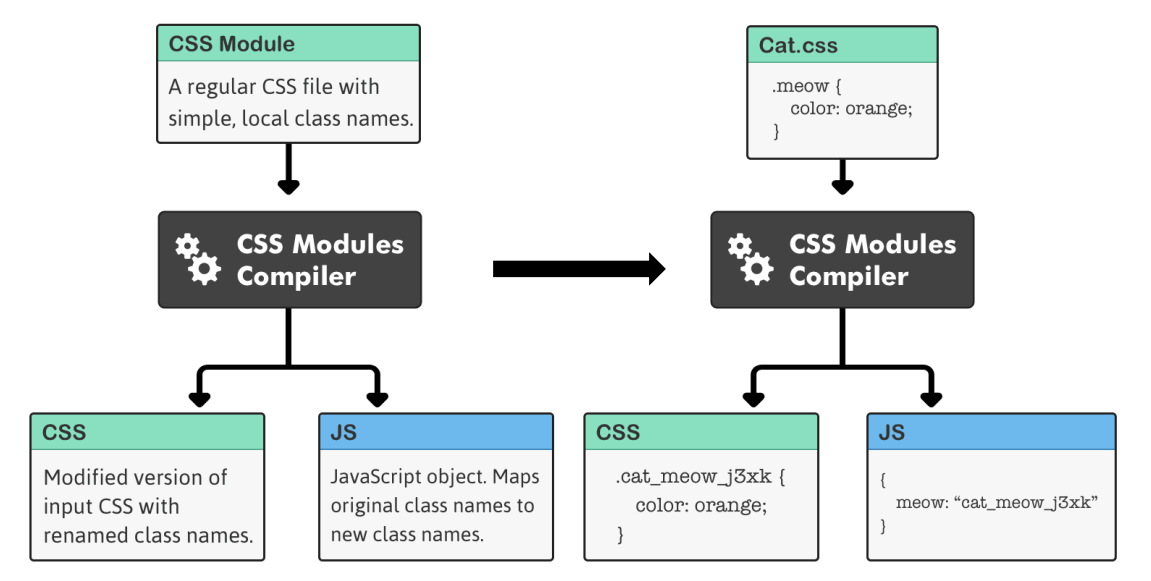 CSS Module
A regular CSS file with
simple, local class names.
CSS Modules
Compiler
CSS
Modified version of
input CSS with
renamed class names.
JS
JavaScript object. Maps
original class names to
new class names.
Cat.css
.meow {
color: orange;
}
CSS Modules
Compiler
CSS
.cat_meow_j3xk {
color: orange;
}
JS
{
meow: “cat_meow_j3xk”
}